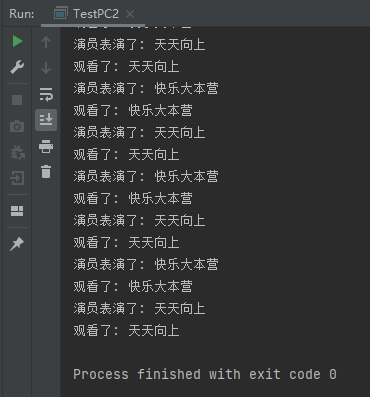 Run:
TestPC2
演员表演了: 天天向上
观看了: 天天向上
演员表演了: 快乐大本营
观看了: 快乐大本营
演员表演了: 天天向上
观看了: 天天向上
演员表演了: 快乐大本营
观看了: 快乐大本营
演员表演了: 天天向上
观看了: 天天向上
演员表演了: 快乐大本营
观看了: 快乐大本营
演员表演了: 天天向上
观看了: 天天向上
Process finished with exit code 0